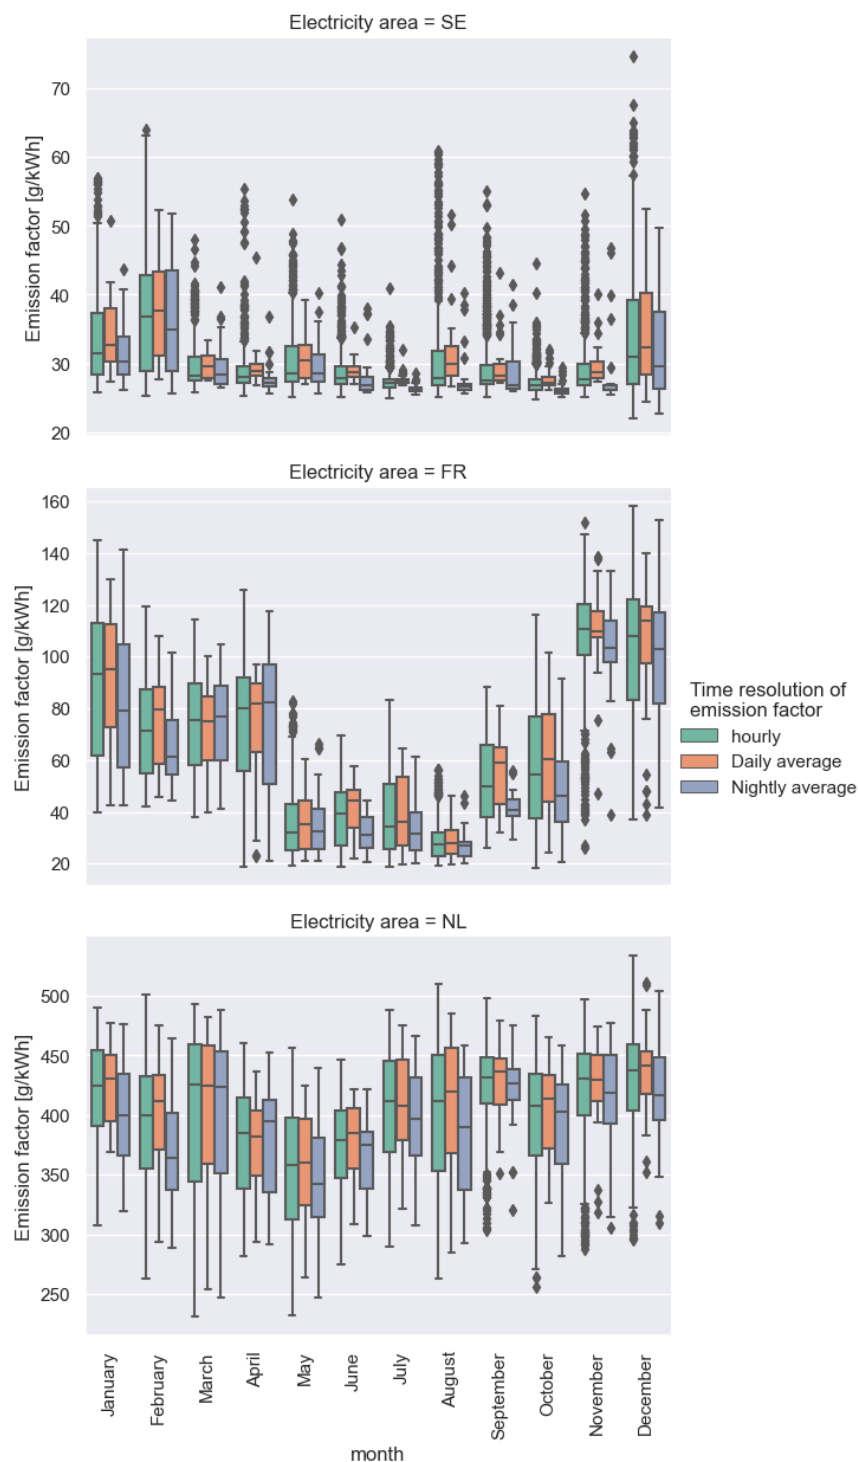 Electricity area = SE
Emission factor [g/kWh]
70
60
50
40
30
20
Electricity area = FR
Emission factor [g/kWh]
160
140
120
100
80
60
40
20
Time resolution of
emission factor
hourly
Daily average
Nightly average
Electricity area = NL
Emission factor [g/kWh]
500
450
400
350
300
250
January
February
March
April
May
June
July
August
September
October
November
December
month